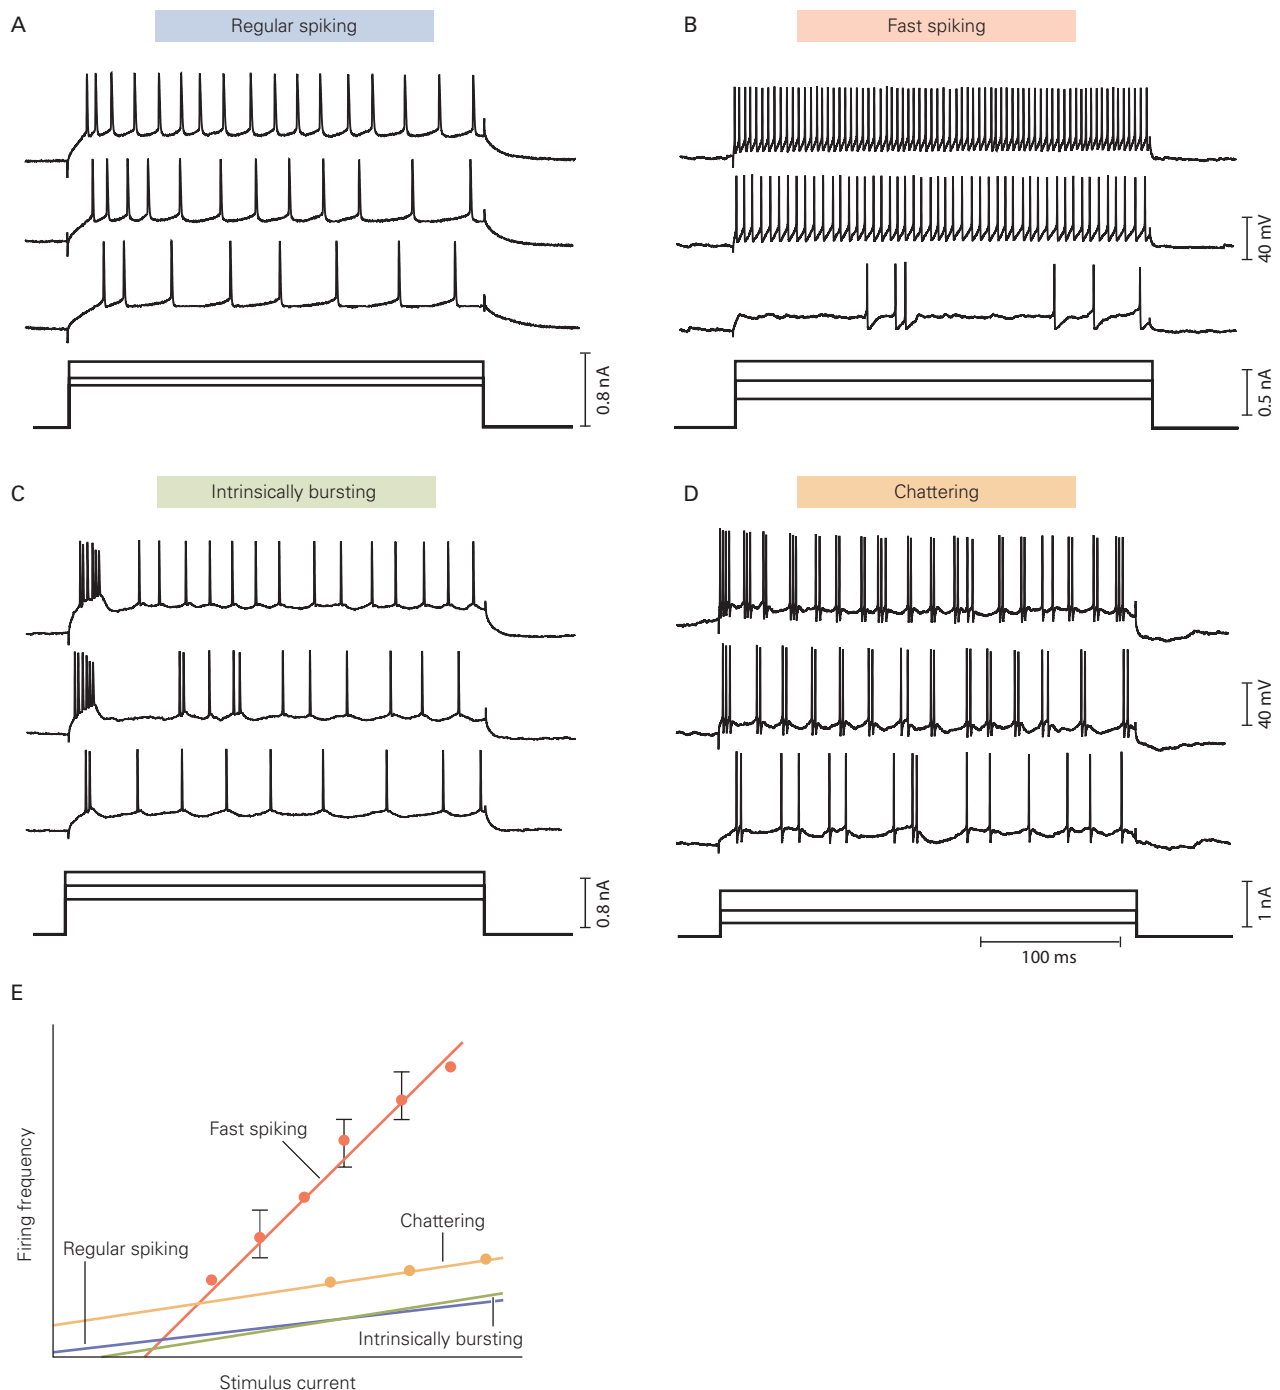 A
Regular spiking
B
Fast spiking
40 mV
0.8 nA
0.5 nA
C
Intrinsically bursting
D
Chattering
40 mV
0.8 nA
1 nA
100 ms
E
Firing frequency
Fast spiking
Chattering
Regular spiking
Intrinsically bursting
Stimulus current